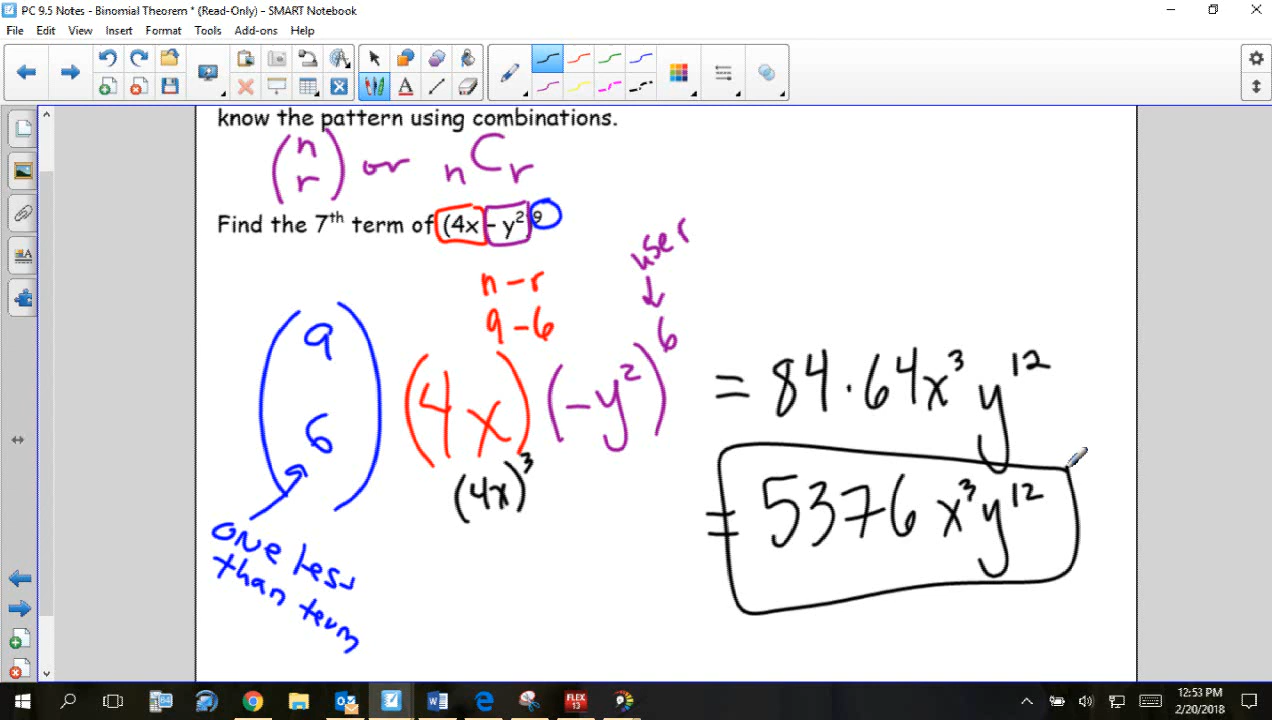 PC 9.5 Notes - Binomial Theorem * (Read-Only) - SMART Notebook
File Edit View Insert Format Tools Add-ons Help
know the pattern using combinations.
(n r) or nCr
Find the 7th term of (4x - y²)⁹
user
n - r
9 - 6
(9 6) (4x) (-y²)⁶
(4x)³
= 84·64x³y¹²
= 5376x³y¹²
one less
than term
FLEX
13
12:53 PM
2/20/2018